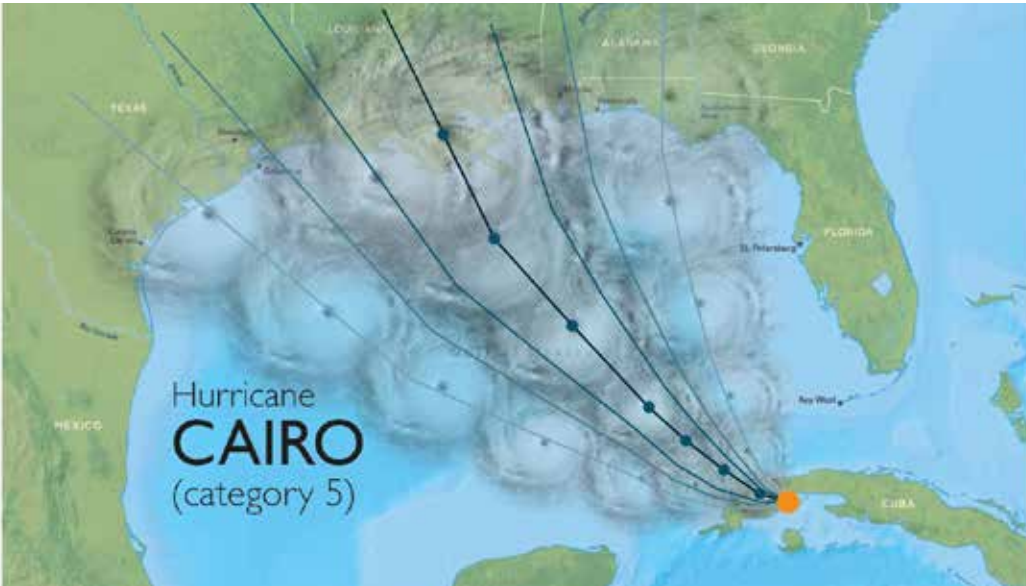 LOUISIANA
ALABAMA
GEORGIA
TEXAS
FLORIDA
St. Petersburg
Key West
MEXICO
CUBA
Hurricane
CAIRO
(category 5)